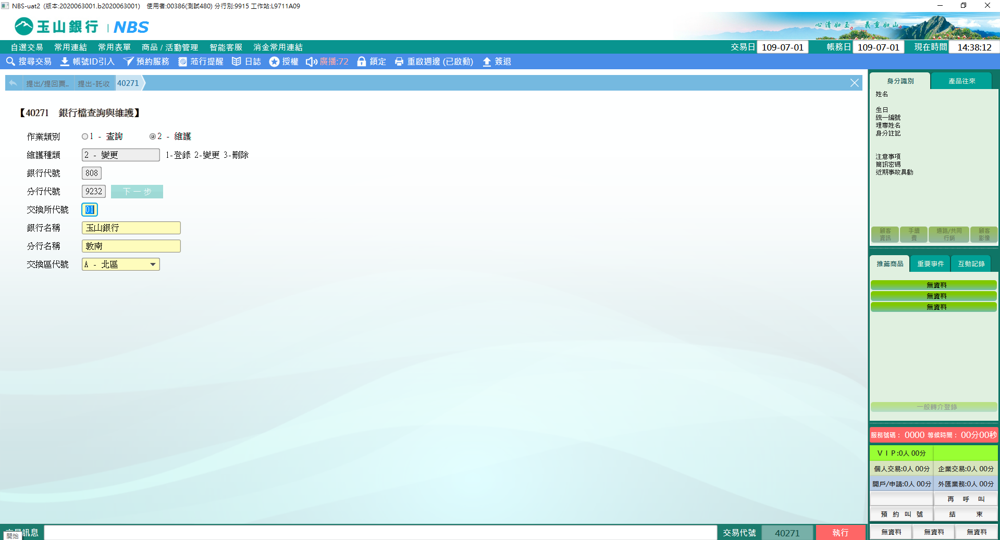 NBS-uat2 (版本:2020063001.b2020063001) 使用者:00386(測試480) 分行別:9915 工作站:L9711A09
玉山銀行 | NBS
心清如玉。義重如山。
自選交易 常用連結 常用表單 商品 / 活動管理 智能客服 消金常用連結 交易日 109-07-01 帳務日 109-07-01 現在時間 14:38:12
搜尋交易 帳號ID引入 預約服務 蒞行提醒 日誌 授權 廣播:72 鎖定 重啟週邊 (已啟動) 簽退
提出/提回票.. 提出-託收 40271
【40271 銀行檔查詢與維護】
作業類別 1 - 查詢 2 - 維護
維護種類 2 - 變更 1-登錄 2-變更 3-刪除
銀行代號 808
分行代號 9232 下一步
交換所代號 01
銀行名稱 玉山銀行
分行名稱 敦南
交換區代號 A - 北區
身分識別 產品往來
姓名
生日
統一編號
理專姓名
身分註記
注意事項
簡訊密碼
近期事故異動
顧客資訊 手續費 通路/共同行銷 顧客影像
推薦商品 重要事件 互動記錄
無資料
無資料
無資料
一般轉介登錄
服務號碼： 0000 等候時間： 00分00秒
ＶＩＰ:0人 00分
個人交易:0人 00分 企業交易:0人 00分
開戶/申請:0人 00分 外匯業務:0人 00分
再 呼 叫
預 約 叫 號 結 束
無資料 無資料 無資料
訊息 交易代號 40271 執行
開始